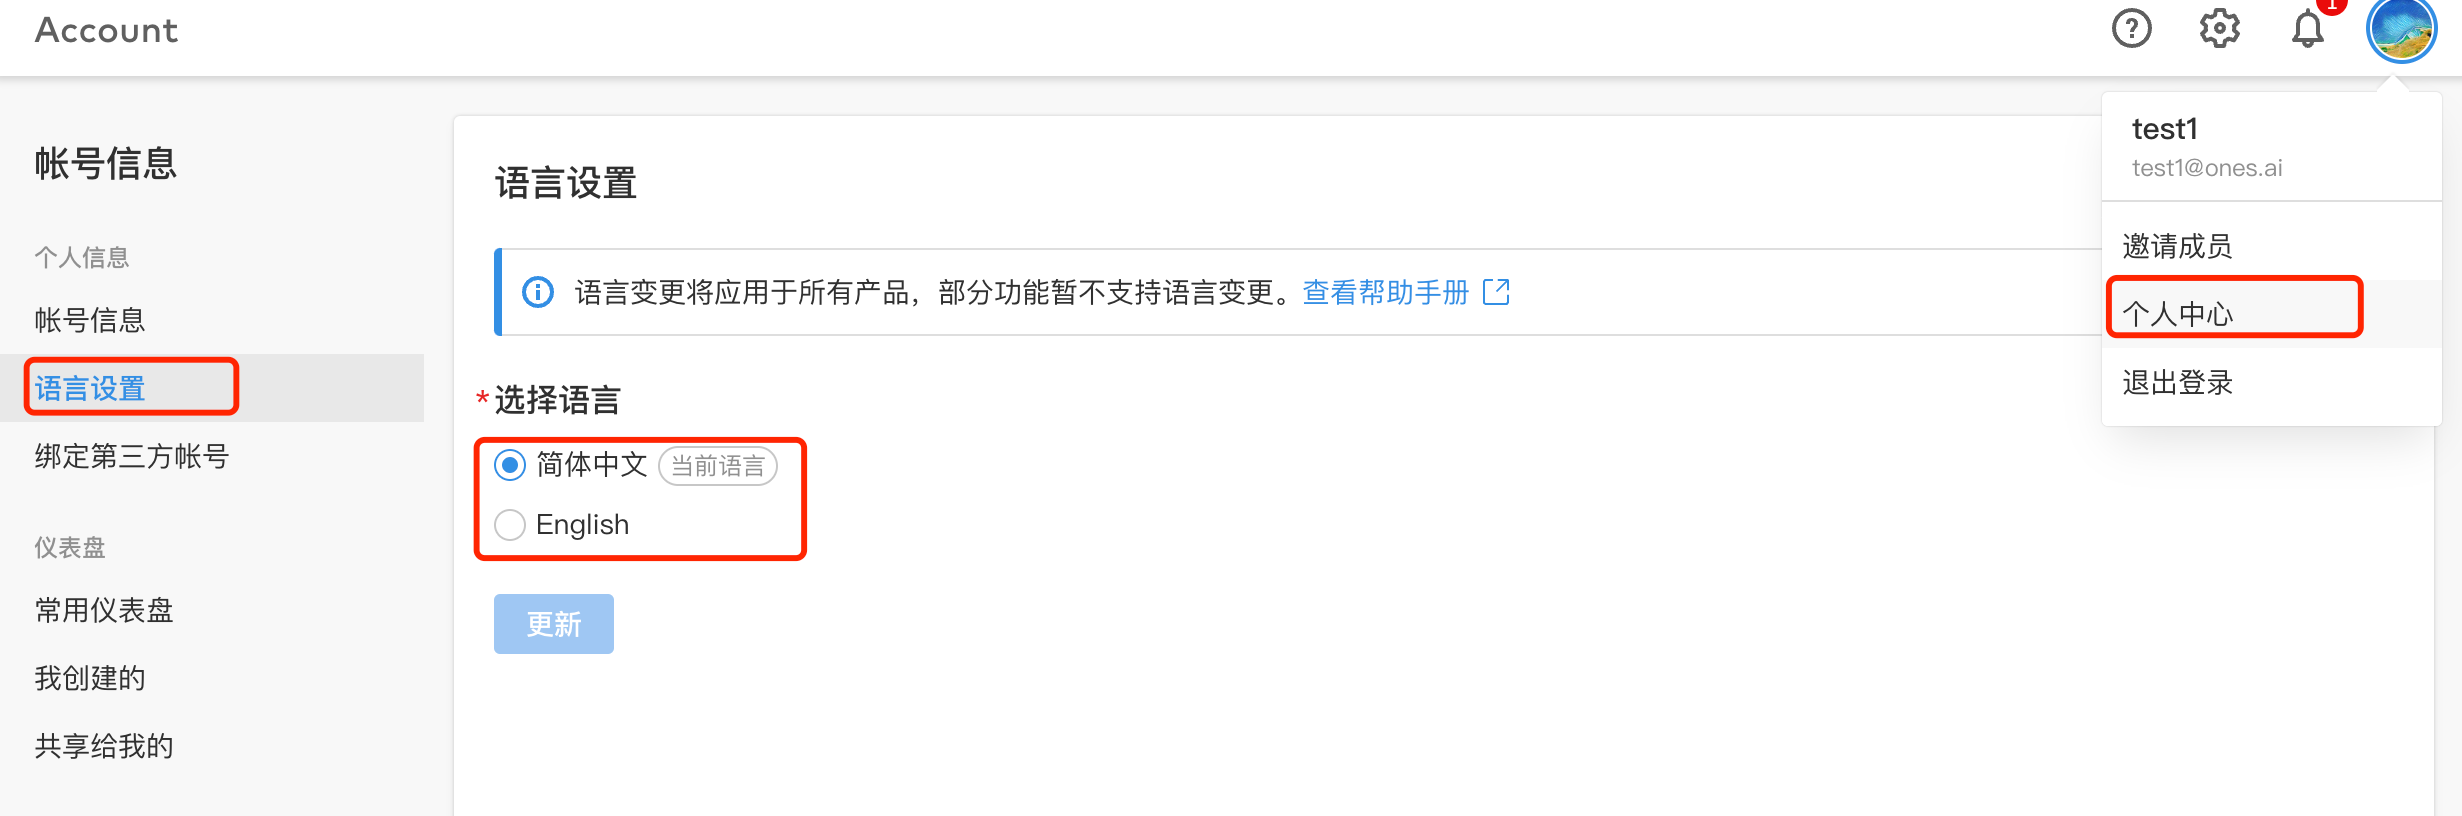 Account
1
帐号信息
个人信息
帐号信息
语言设置
绑定第三方帐号
仪表盘
常用仪表盘
我创建的
共享给我的
语言设置
语言变更将应用于所有产品，部分功能暂不支持语言变更。查看帮助手册
*选择语言
简体中文 当前语言
English
更新
test1
test1@ones.ai
邀请成员
个人中心
退出登录